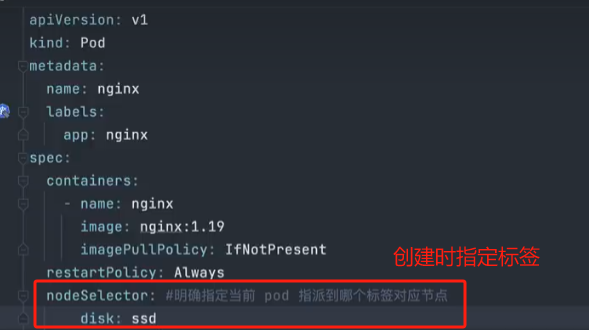 apiVersion: v1
kind: Pod
metadata:
  name: nginx
  labels:
    app: nginx
spec:
  containers:
    - name: nginx
      image: nginx:1.19
      imagePullPolicy: IfNotPresent
创建时指定标签
  restartPolicy: Always
  nodeSelector: #明确指定当前 pod 指派到哪个标签对应节点
      disk: ssd